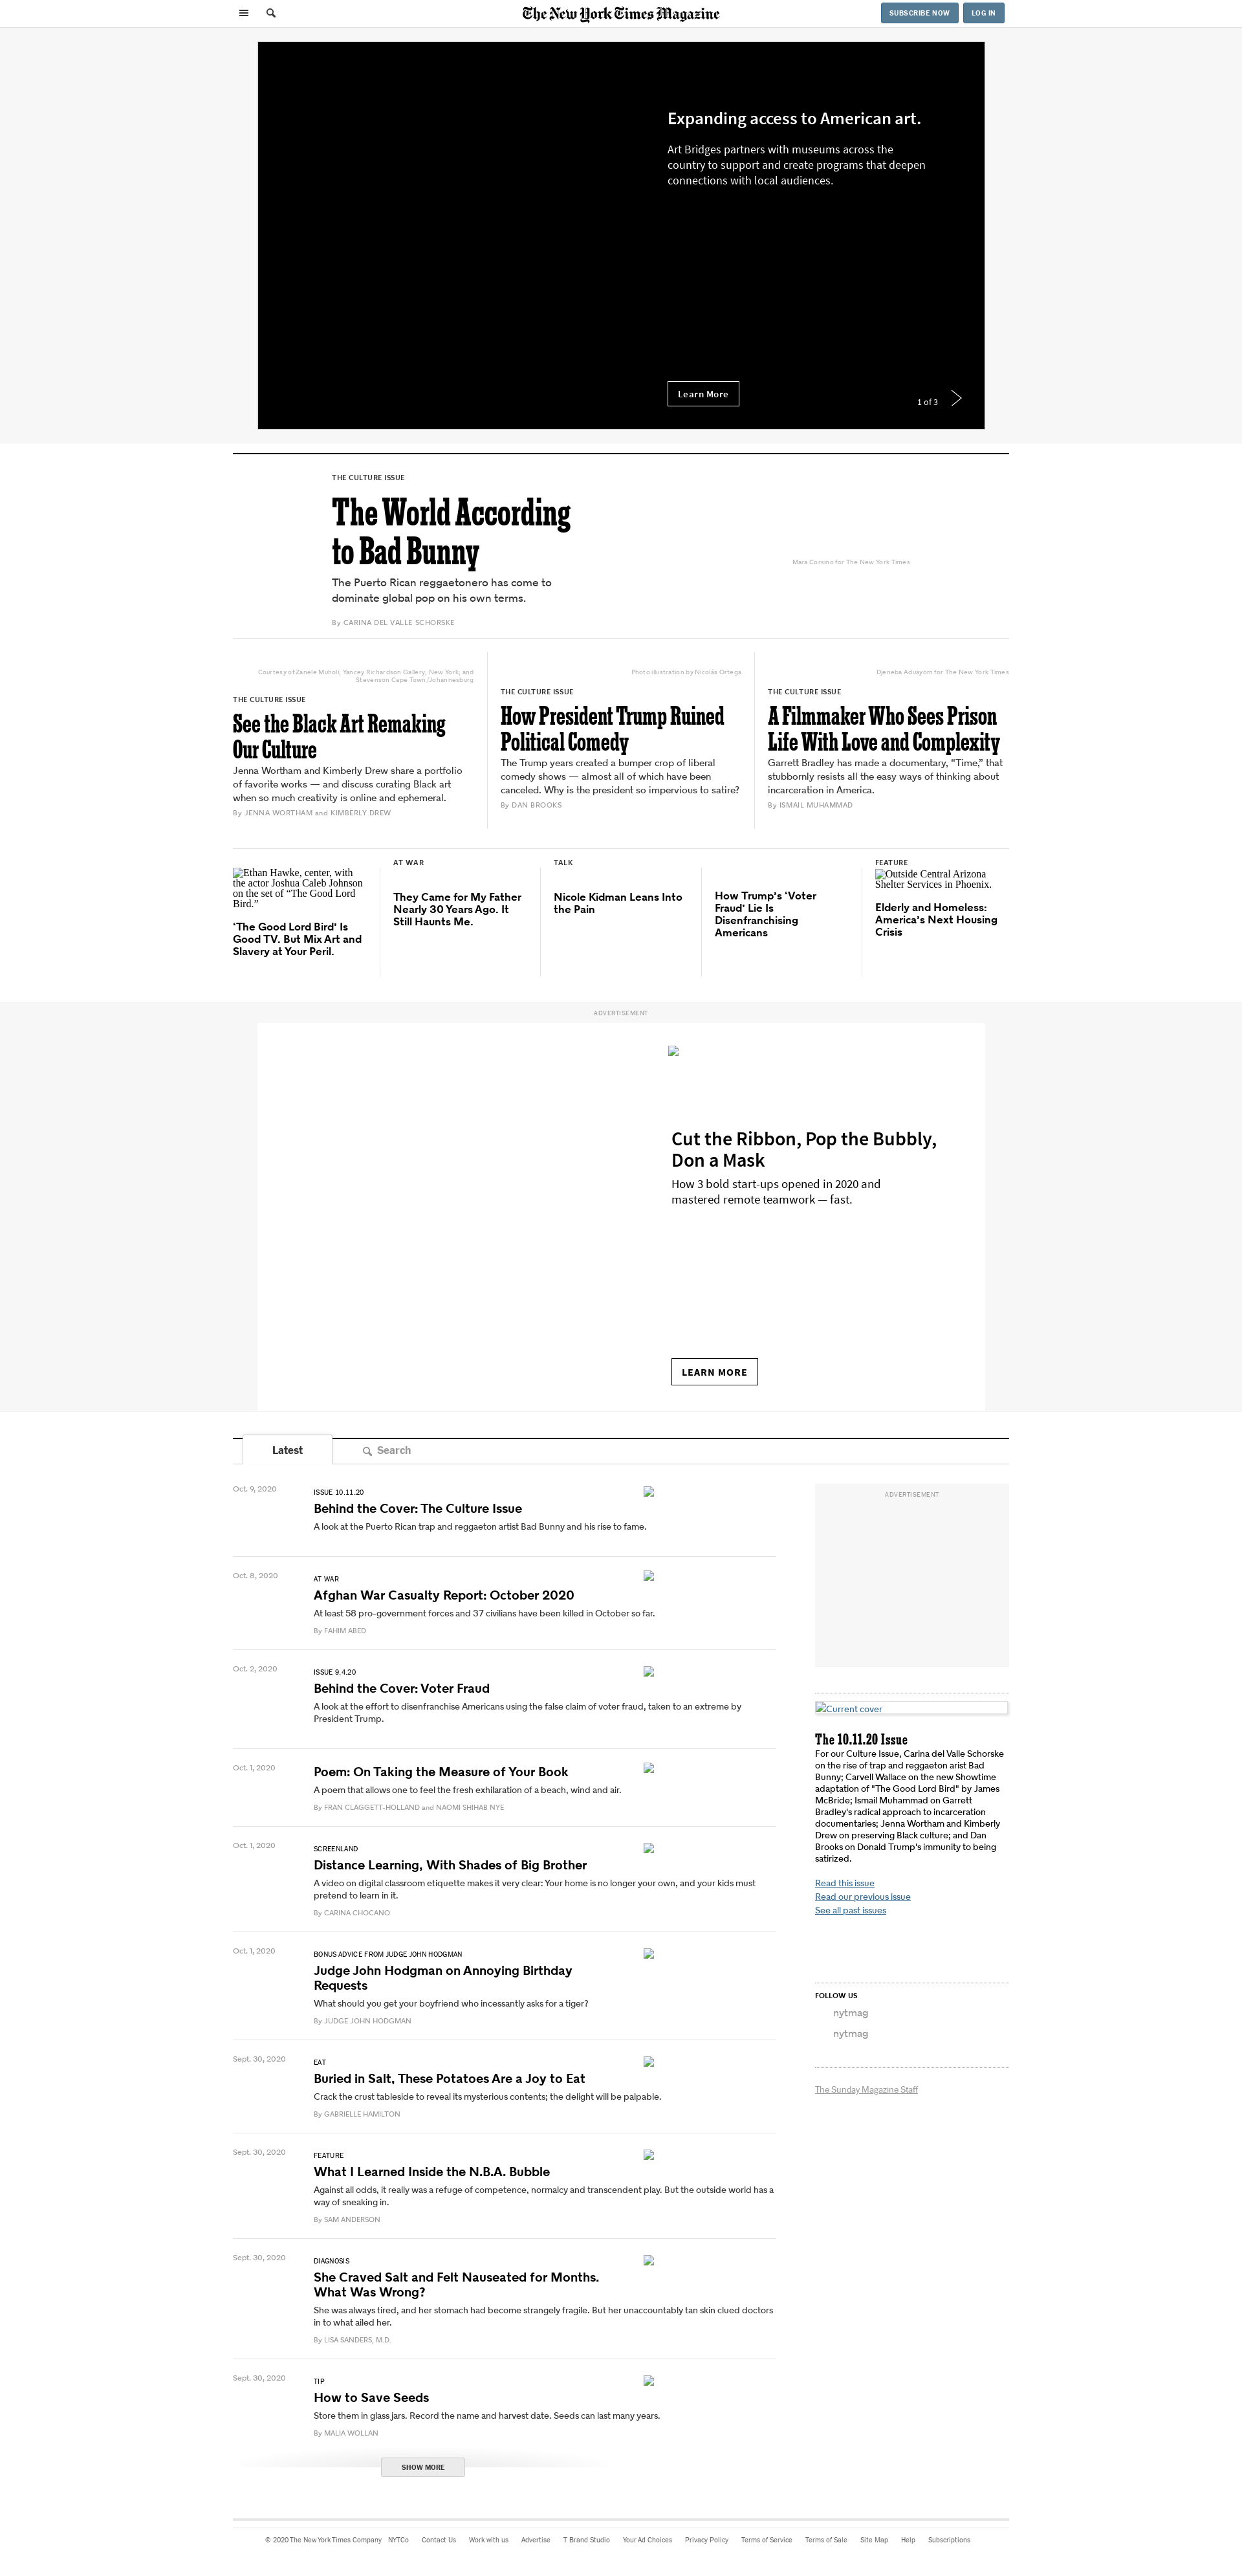 The New York Times Magazine
SUBSCRIBE NOW
LOG IN
Expanding access to American art.
Art Bridges partners with museums across the
country to support and create programs that deepen
connections with local audiences.
Learn More
1 of 3
THE CULTURE ISSUE
The World According
to Bad Bunny
The Puerto Rican reggaetonero has come to
dominate global pop on his own terms.
By CARINA DEL VALLE SCHORSKE
Mara Corsino for The New York Times
Courtesy of Zanele Muholi; Yancey Richardson Gallery, New York; and
Stevenson Cape Town/Johannesburg
THE CULTURE ISSUE
See the Black Art Remaking
Our Culture
Jenna Wortham and Kimberly Drew share a portfolio
of favorite works — and discuss curating Black art
when so much creativity is online and ephemeral.
By JENNA WORTHAM and KIMBERLY DREW
Photo illustration by Nicolás Ortega
THE CULTURE ISSUE
How President Trump Ruined
Political Comedy
The Trump years created a bumper crop of liberal
comedy shows — almost all of which have been
canceled. Why is the president so impervious to satire?
By DAN BROOKS
Djeneba Aduayom for The New York Times
THE CULTURE ISSUE
A Filmmaker Who Sees Prison
Life With Love and Complexity
Garrett Bradley has made a documentary, “Time,” that
stubbornly resists all the easy ways of thinking about
incarceration in America.
By ISMAIL MUHAMMAD
Ethan Hawke, center, with
the actor Joshua Caleb Johnson
on the set of “The Good Lord
Bird.”
‘The Good Lord Bird’ Is
Good TV. But Mix Art and
Slavery at Your Peril.
AT WAR
They Came for My Father
Nearly 30 Years Ago. It
Still Haunts Me.
TALK
Nicole Kidman Leans Into
the Pain
How Trump’s ‘Voter
Fraud’ Lie Is
Disenfranchising
Americans
FEATURE
Outside Central Arizona
Shelter Services in Phoenix.
Elderly and Homeless:
America’s Next Housing
Crisis
ADVERTISEMENT
Cut the Ribbon, Pop the Bubbly,
Don a Mask
How 3 bold start-ups opened in 2020 and
mastered remote teamwork — fast.
LEARN MORE
Latest
Search
Oct. 9, 2020
ISSUE 10.11.20
Behind the Cover: The Culture Issue
A look at the Puerto Rican trap and reggaeton artist Bad Bunny and his rise to fame.
Oct. 8, 2020
AT WAR
Afghan War Casualty Report: October 2020
At least 58 pro-government forces and 37 civilians have been killed in October so far.
By FAHIM ABED
Oct. 2, 2020
ISSUE 9.4.20
Behind the Cover: Voter Fraud
A look at the effort to disenfranchise Americans using the false claim of voter fraud, taken to an extreme by
President Trump.
Oct. 1, 2020
Poem: On Taking the Measure of Your Book
A poem that allows one to feel the fresh exhilaration of a beach, wind and air.
By FRAN CLAGGETT-HOLLAND and NAOMI SHIHAB NYE
Oct. 1, 2020
SCREENLAND
Distance Learning, With Shades of Big Brother
A video on digital classroom etiquette makes it very clear: Your home is no longer your own, and your kids must
pretend to learn in it.
By CARINA CHOCANO
Oct. 1, 2020
BONUS ADVICE FROM JUDGE JOHN HODGMAN
Judge John Hodgman on Annoying Birthday
Requests
What should you get your boyfriend who incessantly asks for a tiger?
By JUDGE JOHN HODGMAN
Sept. 30, 2020
EAT
Buried in Salt, These Potatoes Are a Joy to Eat
Crack the crust tableside to reveal its mysterious contents; the delight will be palpable.
By GABRIELLE HAMILTON
Sept. 30, 2020
FEATURE
What I Learned Inside the N.B.A. Bubble
Against all odds, it really was a refuge of competence, normalcy and transcendent play. But the outside world has a
way of sneaking in.
By SAM ANDERSON
Sept. 30, 2020
DIAGNOSIS
She Craved Salt and Felt Nauseated for Months.
What Was Wrong?
She was always tired, and her stomach had become strangely fragile. But her unaccountably tan skin clued doctors
in to what ailed her.
By LISA SANDERS, M.D.
Sept. 30, 2020
TIP
How to Save Seeds
Store them in glass jars. Record the name and harvest date. Seeds can last many years.
By MALIA WOLLAN
SHOW MORE
ADVERTISEMENT
Current cover
The 10.11.20 Issue
For our Culture Issue, Carina del Valle Schorske
on the rise of trap and reggaeton arist Bad
Bunny; Carvell Wallace on the new Showtime
adaptation of "The Good Lord Bird" by James
McBride; Ismail Muhammad on Garrett
Bradley's radical approach to incarceration
documentaries; Jenna Wortham and Kimberly
Drew on preserving Black culture; and Dan
Brooks on Donald Trump's immunity to being
satirized.
Read this issue
Read our previous issue
See all past issues
FOLLOW US
nytmag
nytmag
The Sunday Magazine Staff
© 2020 The New York Times Company NYTCo Contact Us Work with us Advertise T Brand Studio Your Ad Choices Privacy Policy Terms of Service Terms of Sale Site Map Help Subscriptions